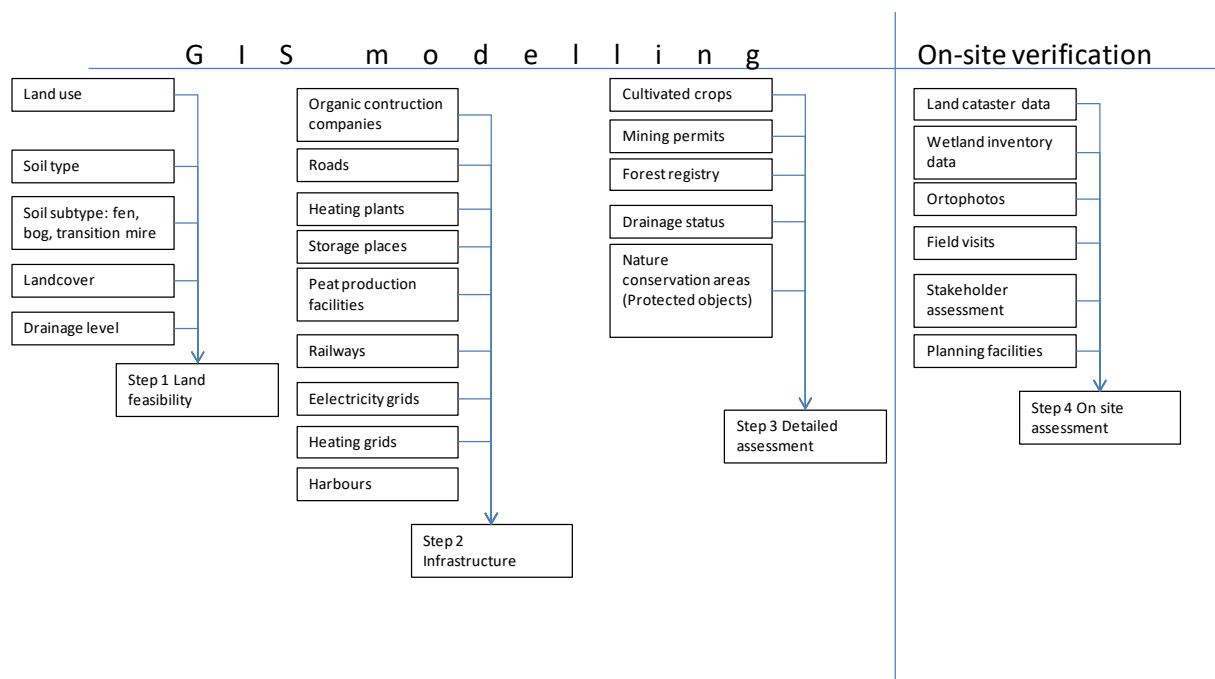 G I S m o d e l l i n g
On-site verification
Land use
Soil type
Soil subtype: fen,
bog, transition mire
Landcover
Drainage level
Step 1 Land
feasibility
Organic contruction
companies
Roads
Heating plants
Storage places
Peat production
facilities
Railways
Eelectricity grids
Heating grids
Harbours
Step 2
Infrastructure
Cultivated crops
Mining permits
Forest registry
Drainage status
Nature
conservation areas
(Protected objects)
Step 3 Detailed
assessment
Land cataster data
Wetland inventory
data
Ortophotos
Field visits
Stakeholder
assessment
Planning facilities
Step 4 On site
assessment